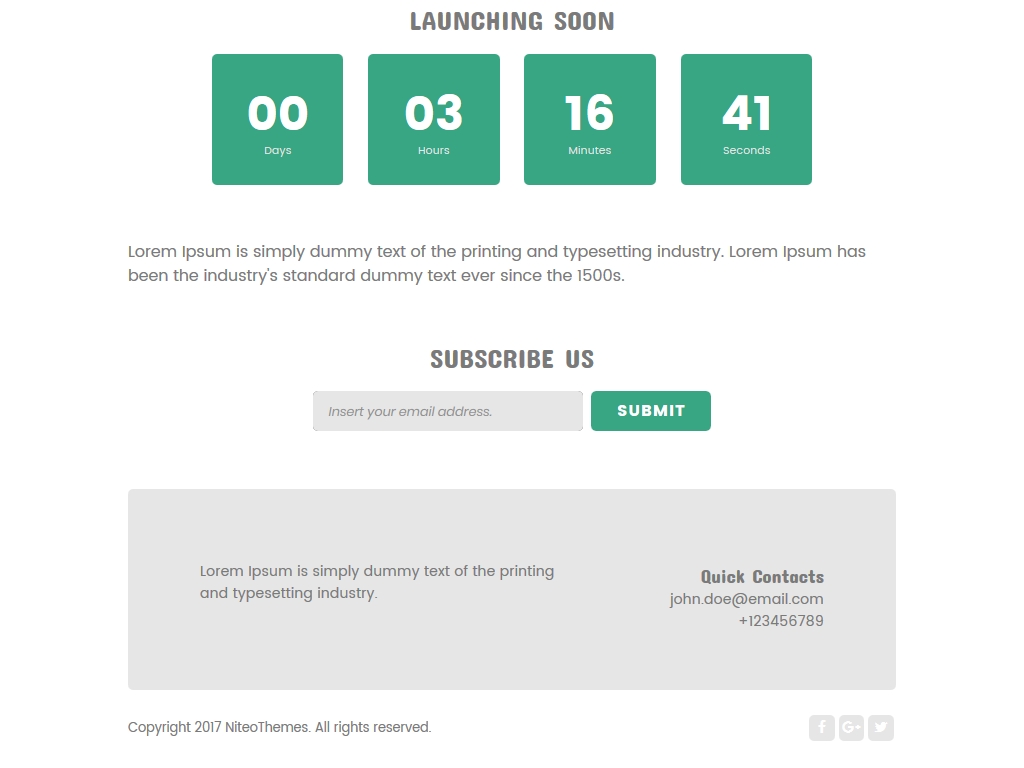 LAUNCHING SOON
00 03 16 41
Days Hours Minutes Seconds
Lorem Ipsum is simply dummy text of the printing and typesetting industry. Lorem Ipsum has
been the industry's standard dummy text ever since the 1500s.
SUBSCRIBE US
Insert your email address. SUBMIT
Lorem Ipsum is simply dummy text of the printing
and typesetting industry.
Quick Contacts
john.doe@email.com
+123456789
Copyright 2017 NiteoThemes. All rights reserved.